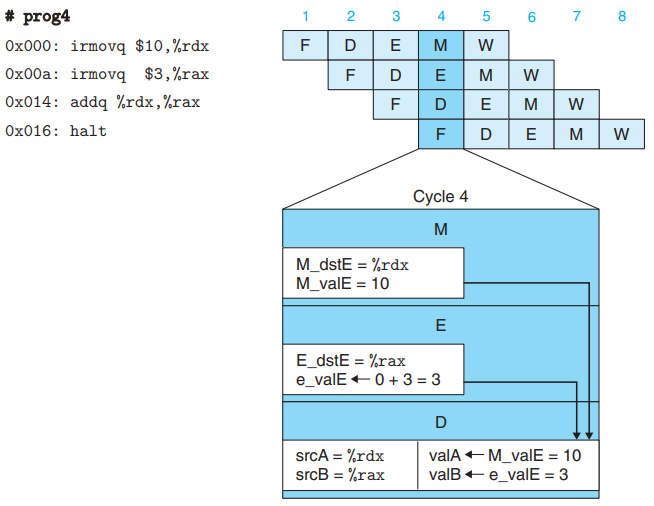 # prog4
1 2 3 4 5 6 7 8
0x000: irmovq $10,%rdx F D E M W
0x00a: irmovq  $3,%rax F D E M W
0x014: addq %rdx,%rax F D E M W
0x016: halt F D E M W
Cycle 4
M
M_dstE = %rdx
M_valE = 10
E
E_dstE = %rax
e_valE ← 0 + 3 = 3
D
srcA = %rdx valA ← M_valE = 10
srcB = %rax valB ← e_valE = 3